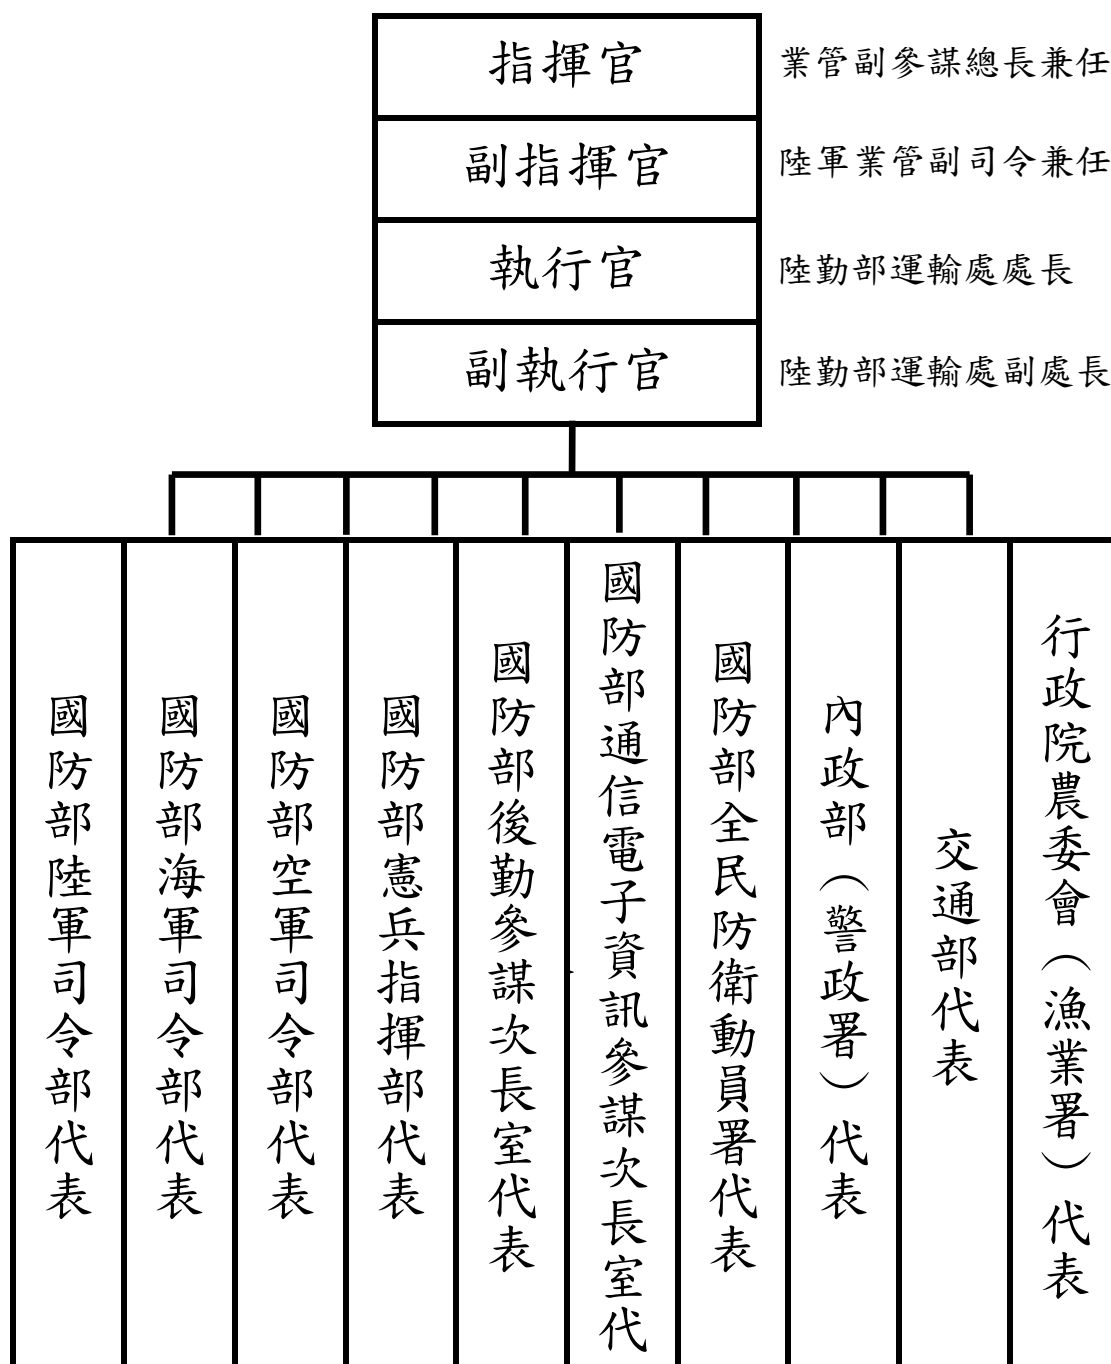 指揮官
業管副參謀總長兼任
副指揮官
陸軍業管副司令兼任
執行官
陸勤部運輸處處長
副執行官
陸勤部運輸處副處長
國防部陸軍司令部代表
國防部海軍司令部代表
國防部空軍司令部代表
國防部憲兵指揮部代表
國防部後勤參謀次長室代表
國防部通信電子資訊參謀次長室代
國防部全民防衛動員署代表
內政部（警政署）代表
交通部代表
行政院農委會（漁業署）代表